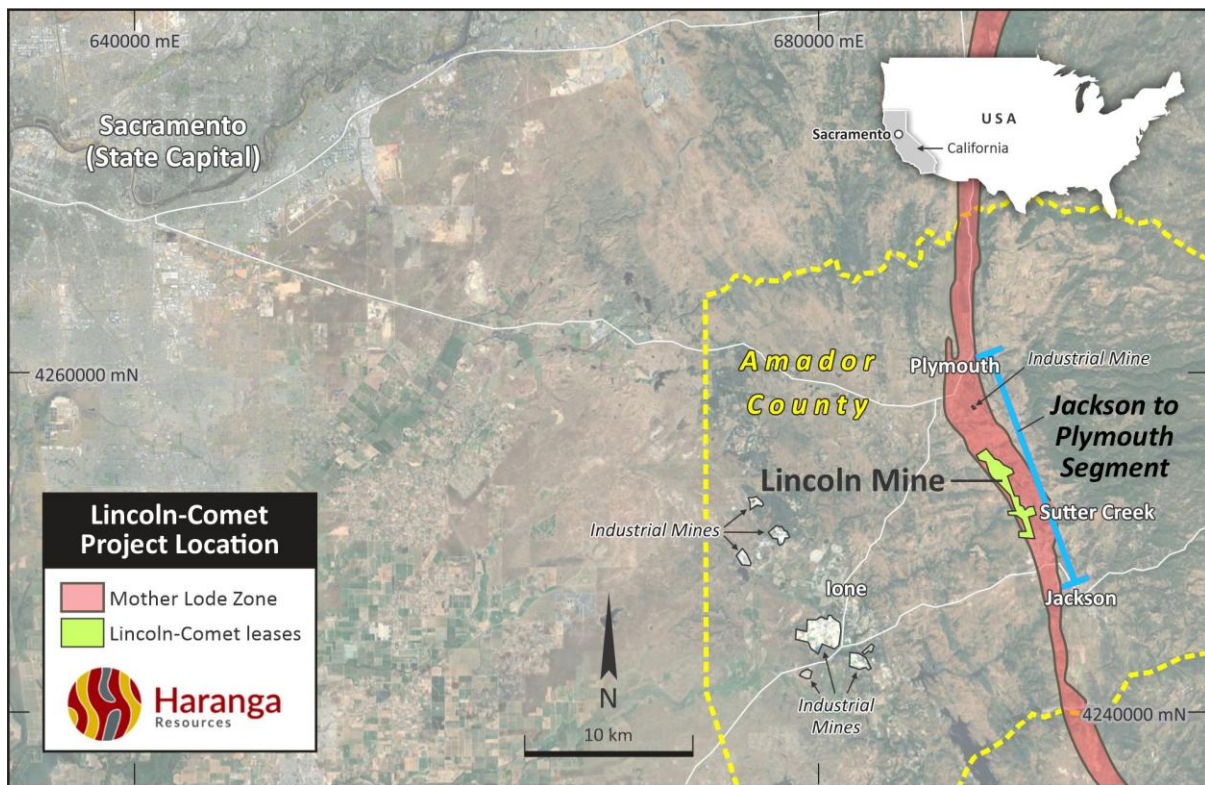 640000 mE
680000 mE
Sacramento
(State Capital)
USA
Sacramento
California
Amador
County
Plymouth
Industrial Mine
4260000 mN
Jackson to
Plymouth
Segment
Lincoln Mine
Sutter Creek
Industrial Mines
Ione
Jackson
Lincoln-Comet
Project Location
Mother Lode Zone
Lincoln-Comet leases
Haranga
Resources
N
10 km
Industrial
Mines
4240000 mN